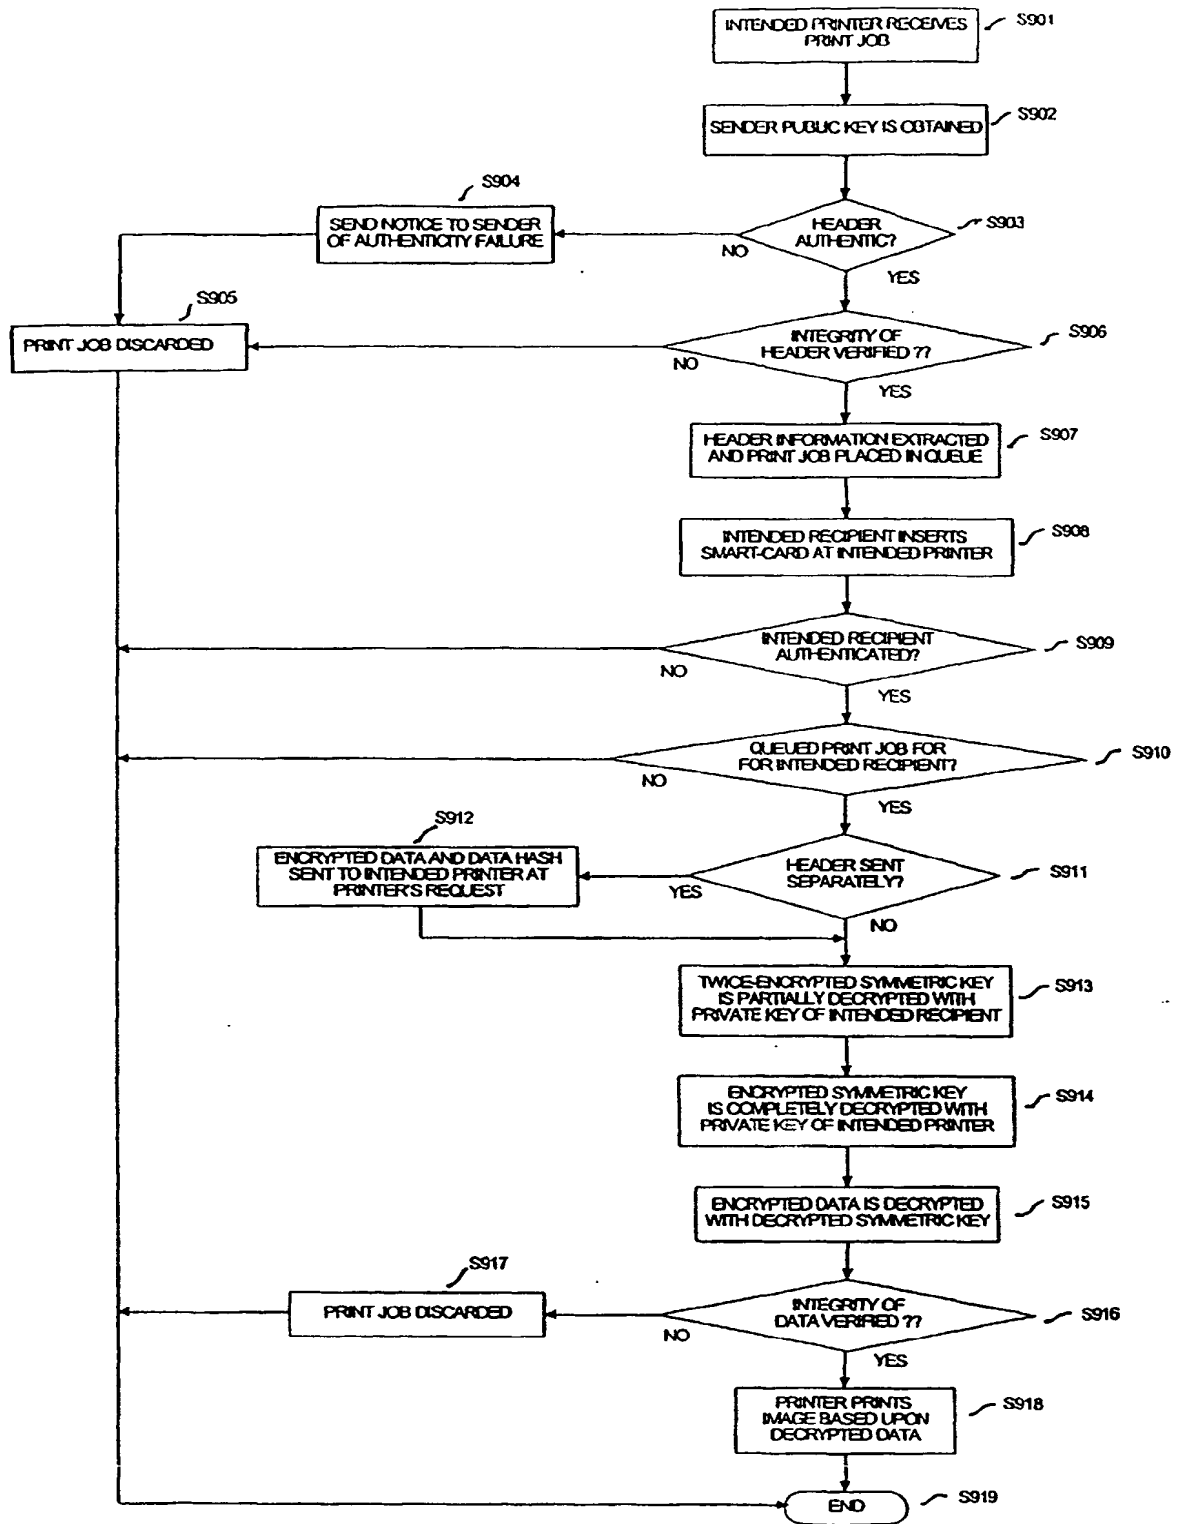 INTENDED PRINTER RECEIVES
PRINT JOB
S901
SENDER PUBLIC KEY IS OBTAINED
S902
HEADER
AUTHENTIC?
S903
NO
YES
SEND NOTICE TO SENDER
OF AUTHENTICITY FAILURE
S904
PRINT JOB DISCARDED
S905
INTEGRITY OF
HEADER VERIFIED ??
S906
NO
YES
HEADER INFORMATION EXTRACTED
AND PRINT JOB PLACED IN QUEUE
S907
INTENDED RECIPIENT INSERTS
SMART-CARD AT INTENDED PRINTER
S908
INTENDED RECIPIENT
AUTHENTICATED?
S909
NO
YES
QUEUED PRINT JOB FOR
FOR INTENDED RECIPIENT?
S910
NO
YES
HEADER SENT
SEPARATELY?
S911
YES
NO
S912
ENCRYPTED DATA AND DATA HASH
SENT TO INTENDED PRINTER AT
PRINTER'S REQUEST
TWICE-ENCRYPTED SYMMETRIC KEY
IS PARTIALLY DECRYPTED WITH
PRIVATE KEY OF INTENDED RECIPIENT
S913
ENCRYPTED SYMMETRIC KEY
IS COMPLETELY DECRYPTED WITH
PRIVATE KEY OF INTENDED PRINTER
S914
ENCRYPTED DATA IS DECRYPTED
WITH DECRYPTED SYMMETRIC KEY
S915
INTEGRITY OF
DATA VERIFIED ??
S916
NO
YES
S917
PRINT JOB DISCARDED
PRINTER PRINTS
IMAGE BASED UPON
DECRYPTED DATA
S918
END
S919